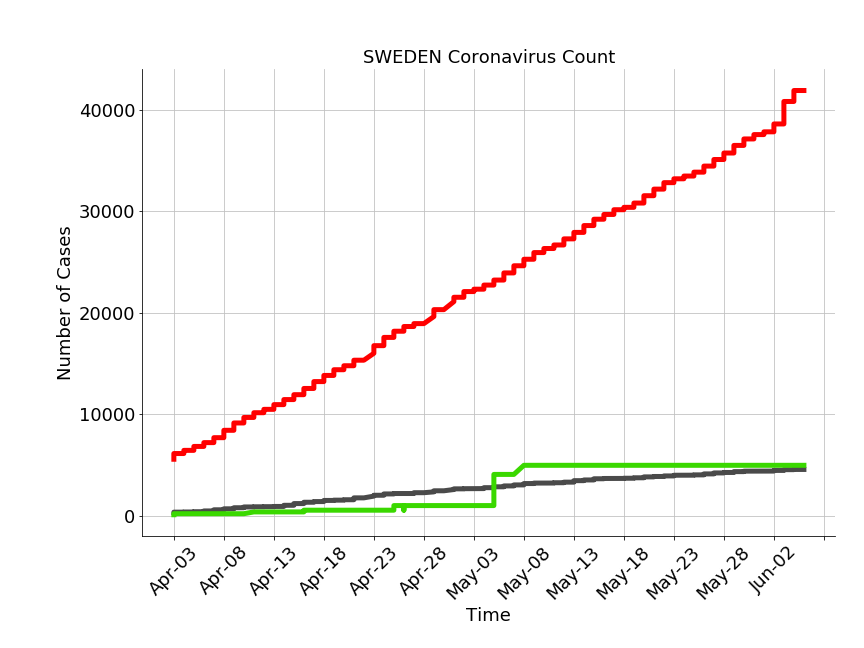 SWEDEN Coronavirus Count
Number of Cases
40000
30000
20000
10000
0
Apr-03
Apr-08
Apr-13
Apr-18
Apr-23
Apr-28
May-03
May-08
May-13
May-18
May-23
May-28
Jun-02
Time